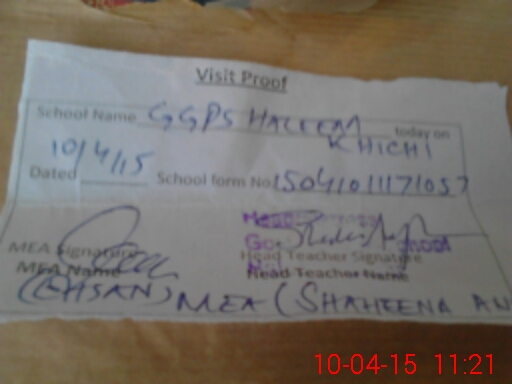 Visit Proof
School Name GGPS HALEEM today on
KHICHI
10/4/15
Dated School form No
MEA Signature Head Teacher Signature
MEA Name Head Teacher Name
(EHSAN) MEA (SHAHEENA AN
10-04-15 11:21